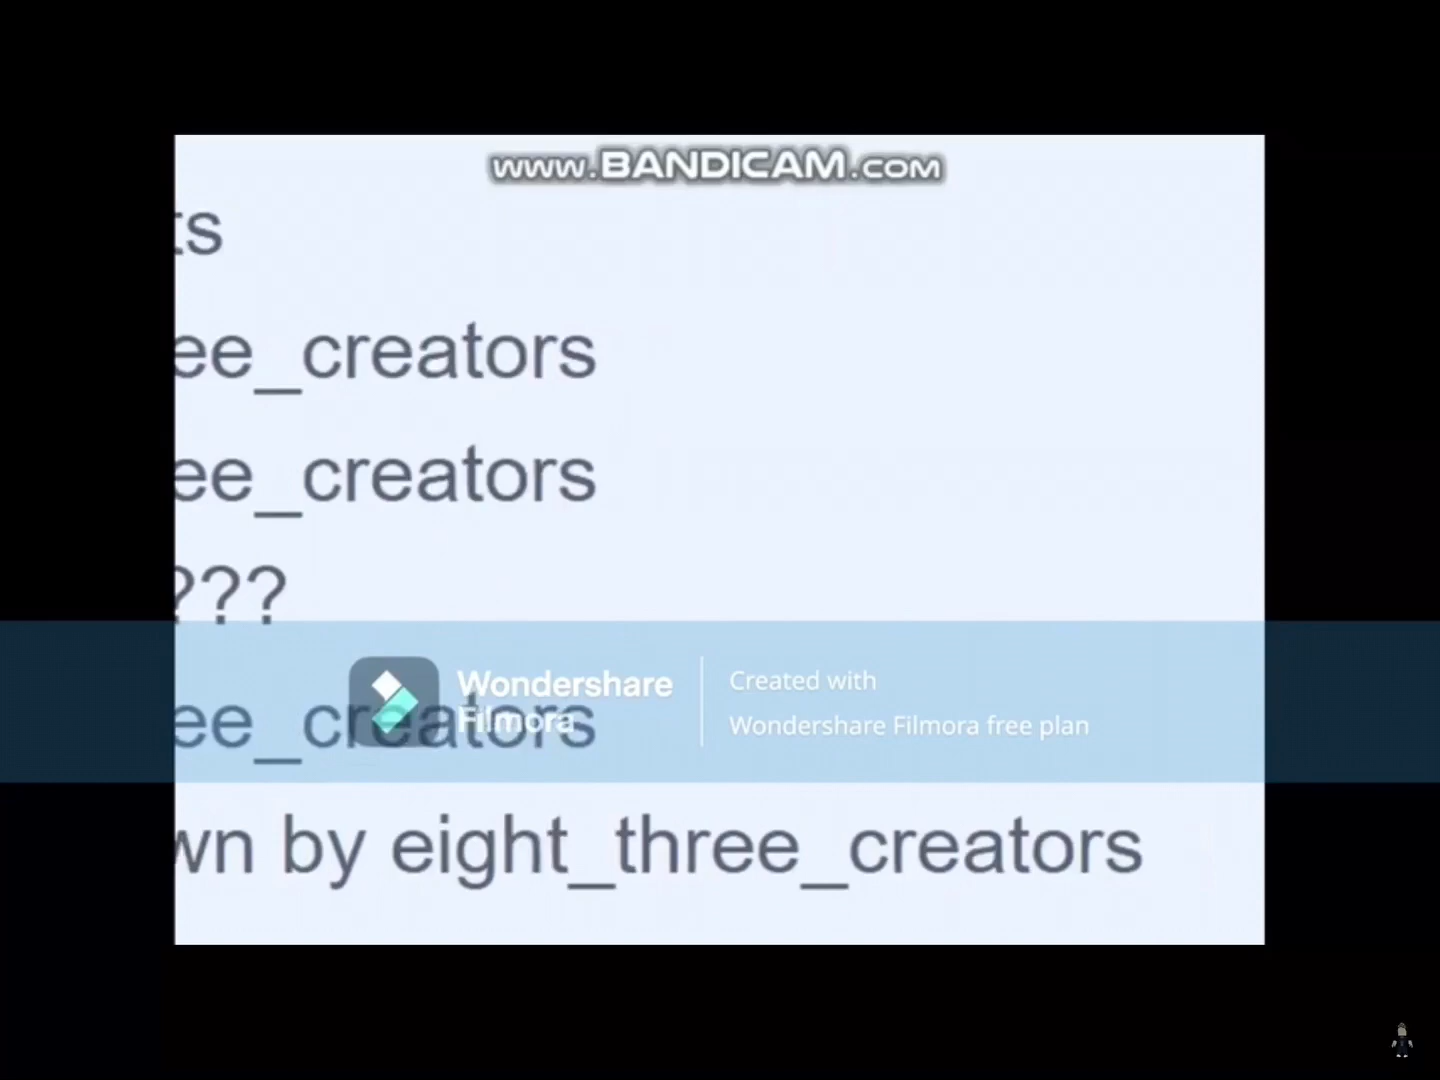 www.BANDICAM.com
ts
ee_creators
ee_creators
???
ee_creators
Wondershare
Filmora
Created with
Wondershare Filmora free plan
wn by eight_three_creators